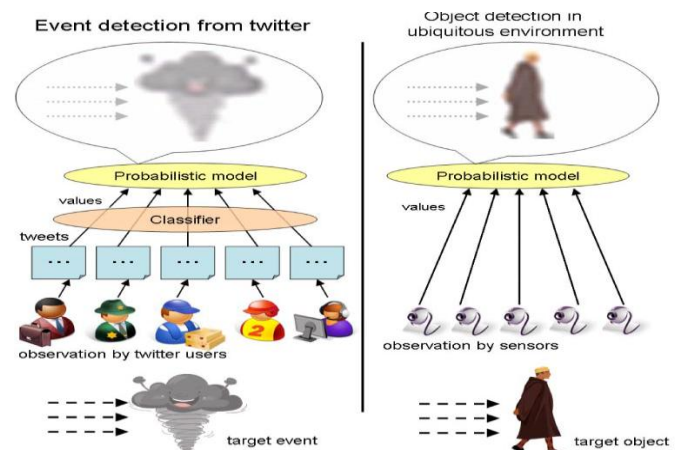 Event detection from twitter
Probabilistic model
values
Classifier
tweets
...
...
...
...
...
2
observation by twitter users
target event
Object detection in
ubiquitous environment
Probabilistic model
values
observation by sensors
target object